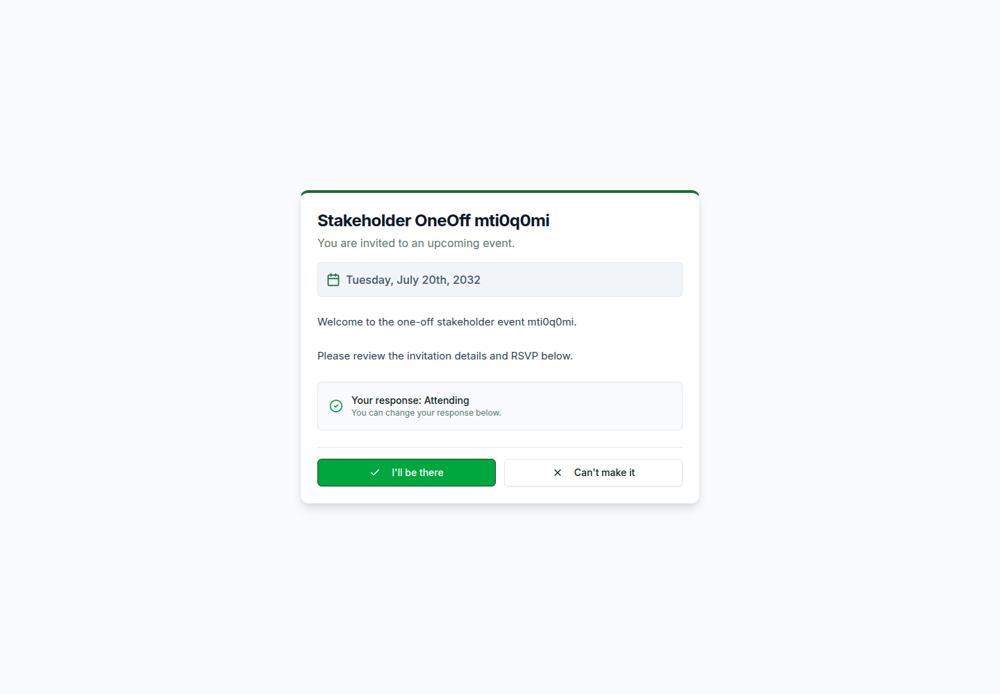 Stakeholder OneOff mti0q0mi
You are invited to an upcoming event.
Tuesday, July 20th, 2032
Welcome to the one-off stakeholder event mti0q0mi.
Please review the invitation details and RSVP below.
Your response: Attending
You can change your response below.
I'll be there
Can't make it